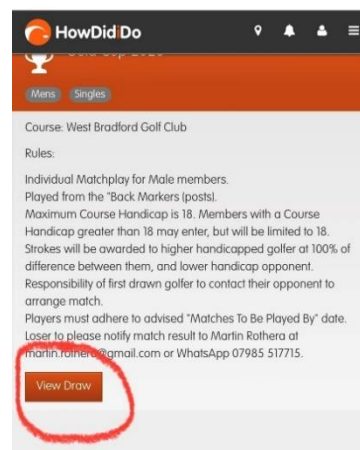 HowDidiDo
Mens Singles
Course: West Bradford Golf Club
Rules:
Individual Matchplay for Male members.
Played from the "Back Markers (posts).
Maximum Course Handicap is 18. Members with a Course
Handicap greater than 18 may enter, but will be limited to 18.
Strokes will be awarded to higher handicapped golfer at 100% of
difference between them, and lower handicap opponent.
Responsibility of first drawn golfer to contact their opponent to
arrange match.
Players must adhere to advised "Matches To Be Played By" date.
Loser to please notify match result to Martin Rothera at
martin.rothera@gmail.com or WhatsApp 07985 517715.
View Draw